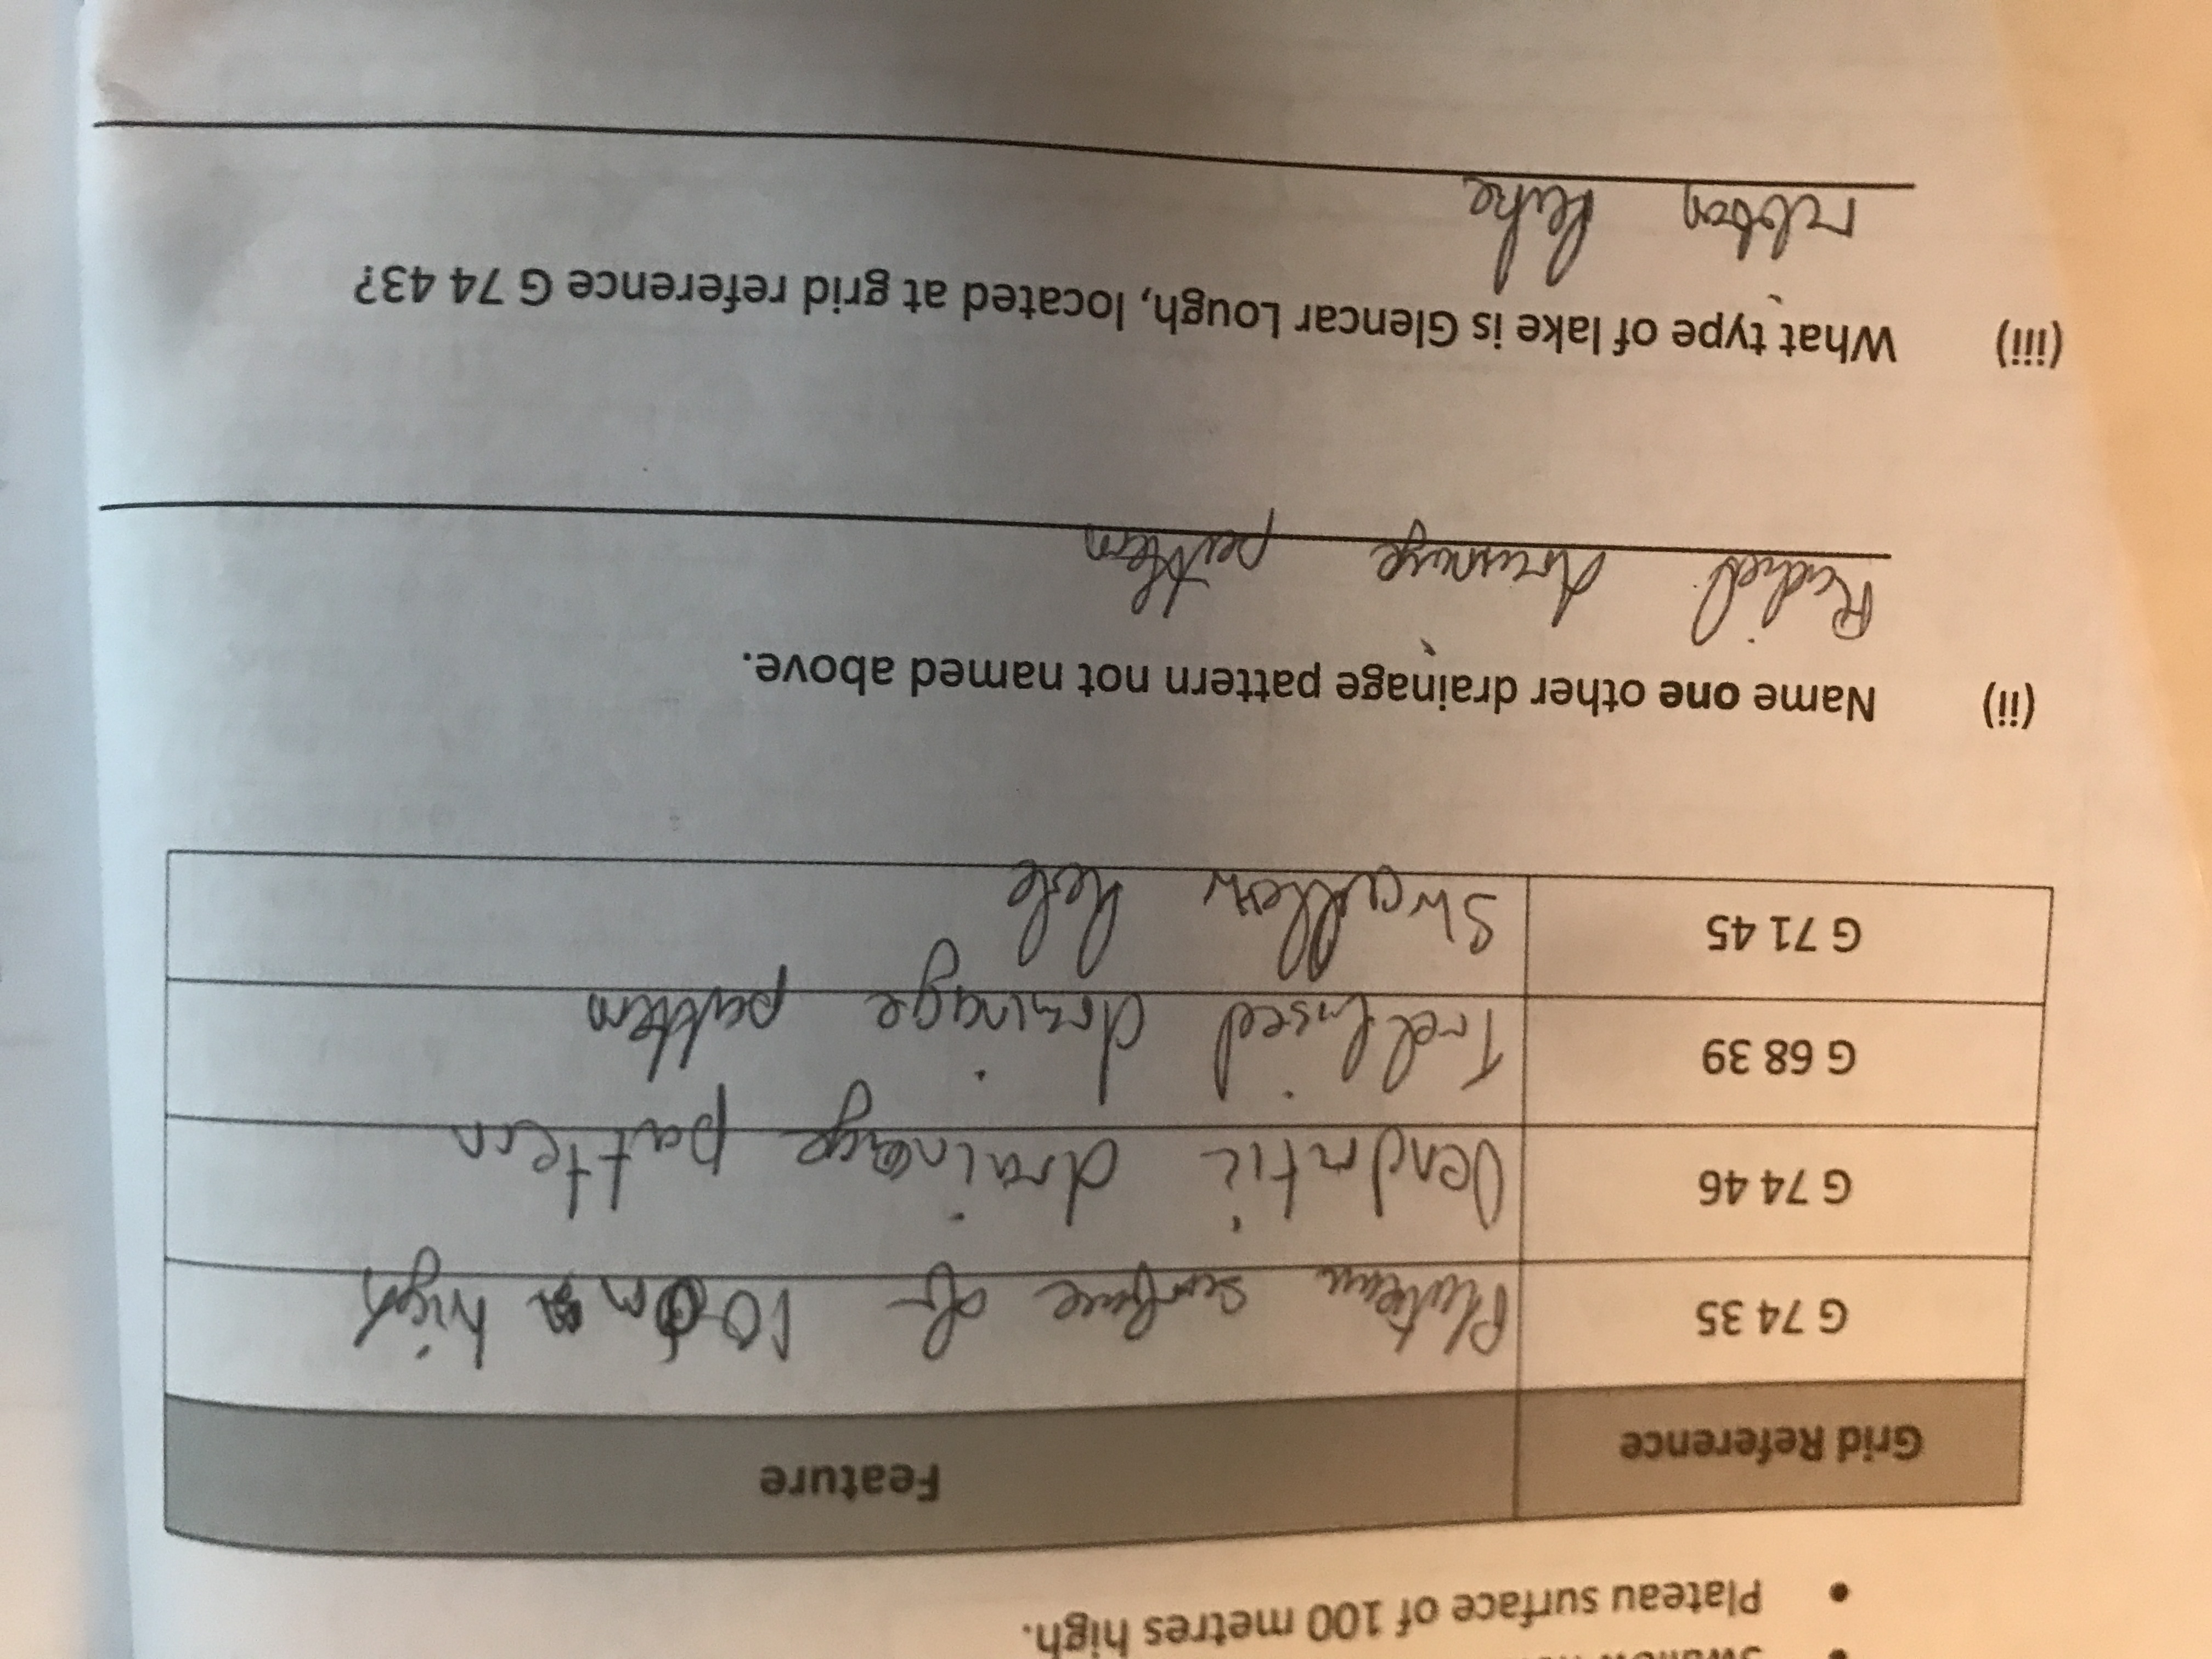 • Swallow
• Plateau surface of 100 metres high.
Grid Reference Feature
G 74 35 Plateau surface of 100m high
G 74 46 Dendritic drainage pattern
G 68 39 Trellised drainage pattern
G 71 45 Swallow hole
(ii) Name one other drainage pattern not named above.
Radial drainage pattern
(iii) What type of lake is Glencar Lough, located at grid reference G 74 43?
ribbon lake